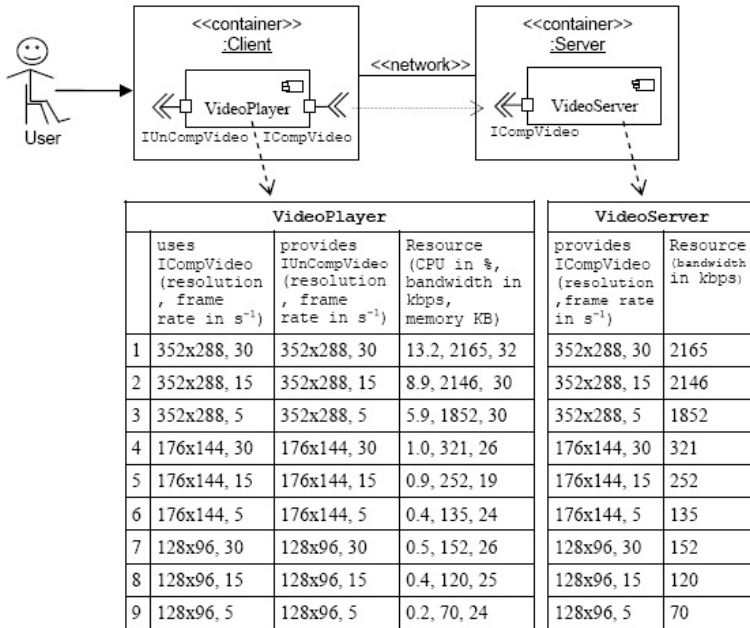 <<container>>
:Client
<<container>>
:Server
<<network>>
VideoPlayer
VideoServer
User
IUnCompVideo ICompVideo
ICompVideo
VideoPlayer
uses ICompVideo (resolution , frame rate in s⁻¹)
provides IUnCompVideo (resolution , frame rate in s⁻¹)
Resource (CPU in %, bandwidth in kbps, memory KB)
1 352x288, 30 352x288, 30 13.2, 2165, 32
2 352x288, 15 352x288, 15 8.9, 2146, 30
3 352x288, 5 352x288, 5 5.9, 1852, 30
4 176x144, 30 176x144, 30 1.0, 321, 26
5 176x144, 15 176x144, 15 0.9, 252, 19
6 176x144, 5 176x144, 5 0.4, 135, 24
7 128x96, 30 128x96, 30 0.5, 152, 26
8 128x96, 15 128x96, 15 0.4, 120, 25
9 128x96, 5 128x96, 5 0.2, 70, 24
VideoServer
provides ICompVideo (resolution ,frame rate in s⁻¹)
Resource (bandwidth in kbps)
352x288, 30 2165
352x288, 15 2146
352x288, 5 1852
176x144, 30 321
176x144, 15 252
176x144, 5 135
128x96, 30 152
128x96, 15 120
128x96, 5 70